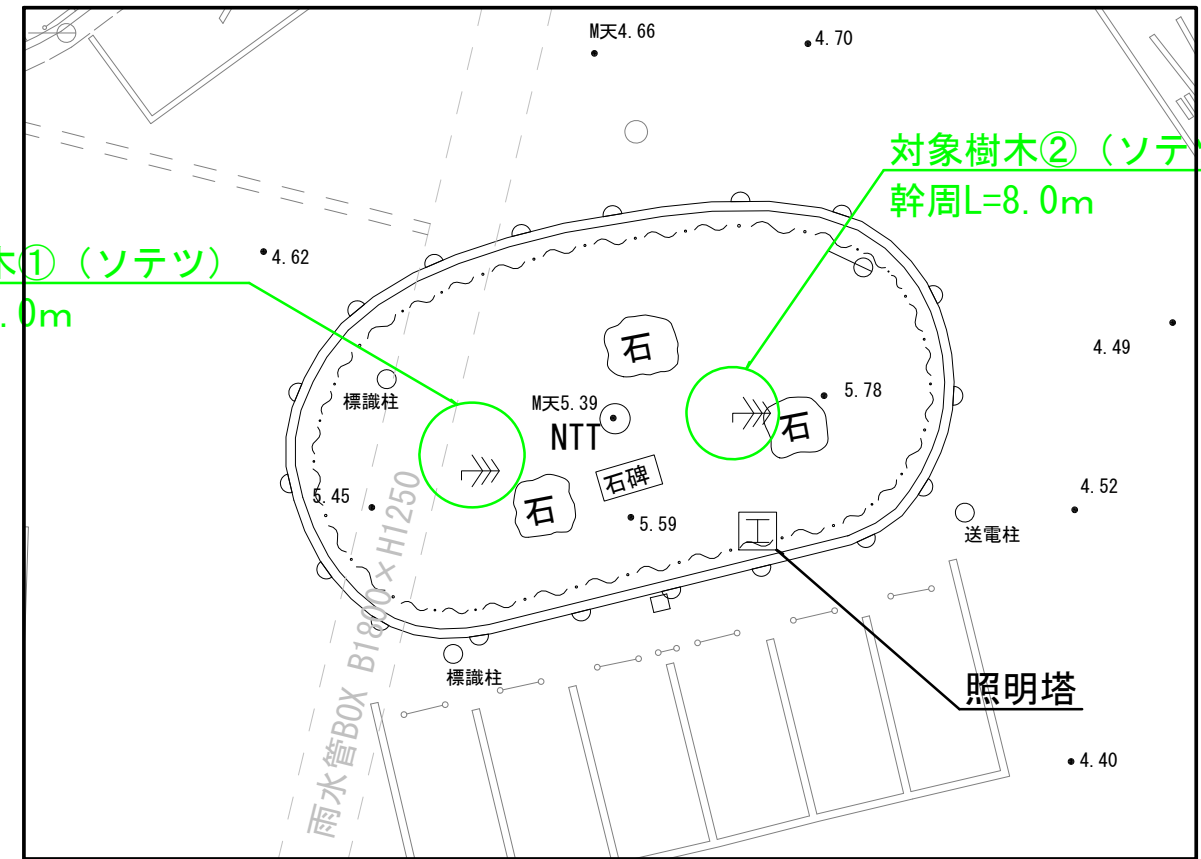 M天4.66
4.70
対象樹木②（ソテ
幹周L=8.0m
4.62
木①（ソテツ）
.0m
石
4.49
標識柱
M天5.39
NTT
5.78
石
石碑
石
5.45
5.59
工
4.52
送電柱
雨水管BOX B1800×H1250
標識柱
照明塔
4.40